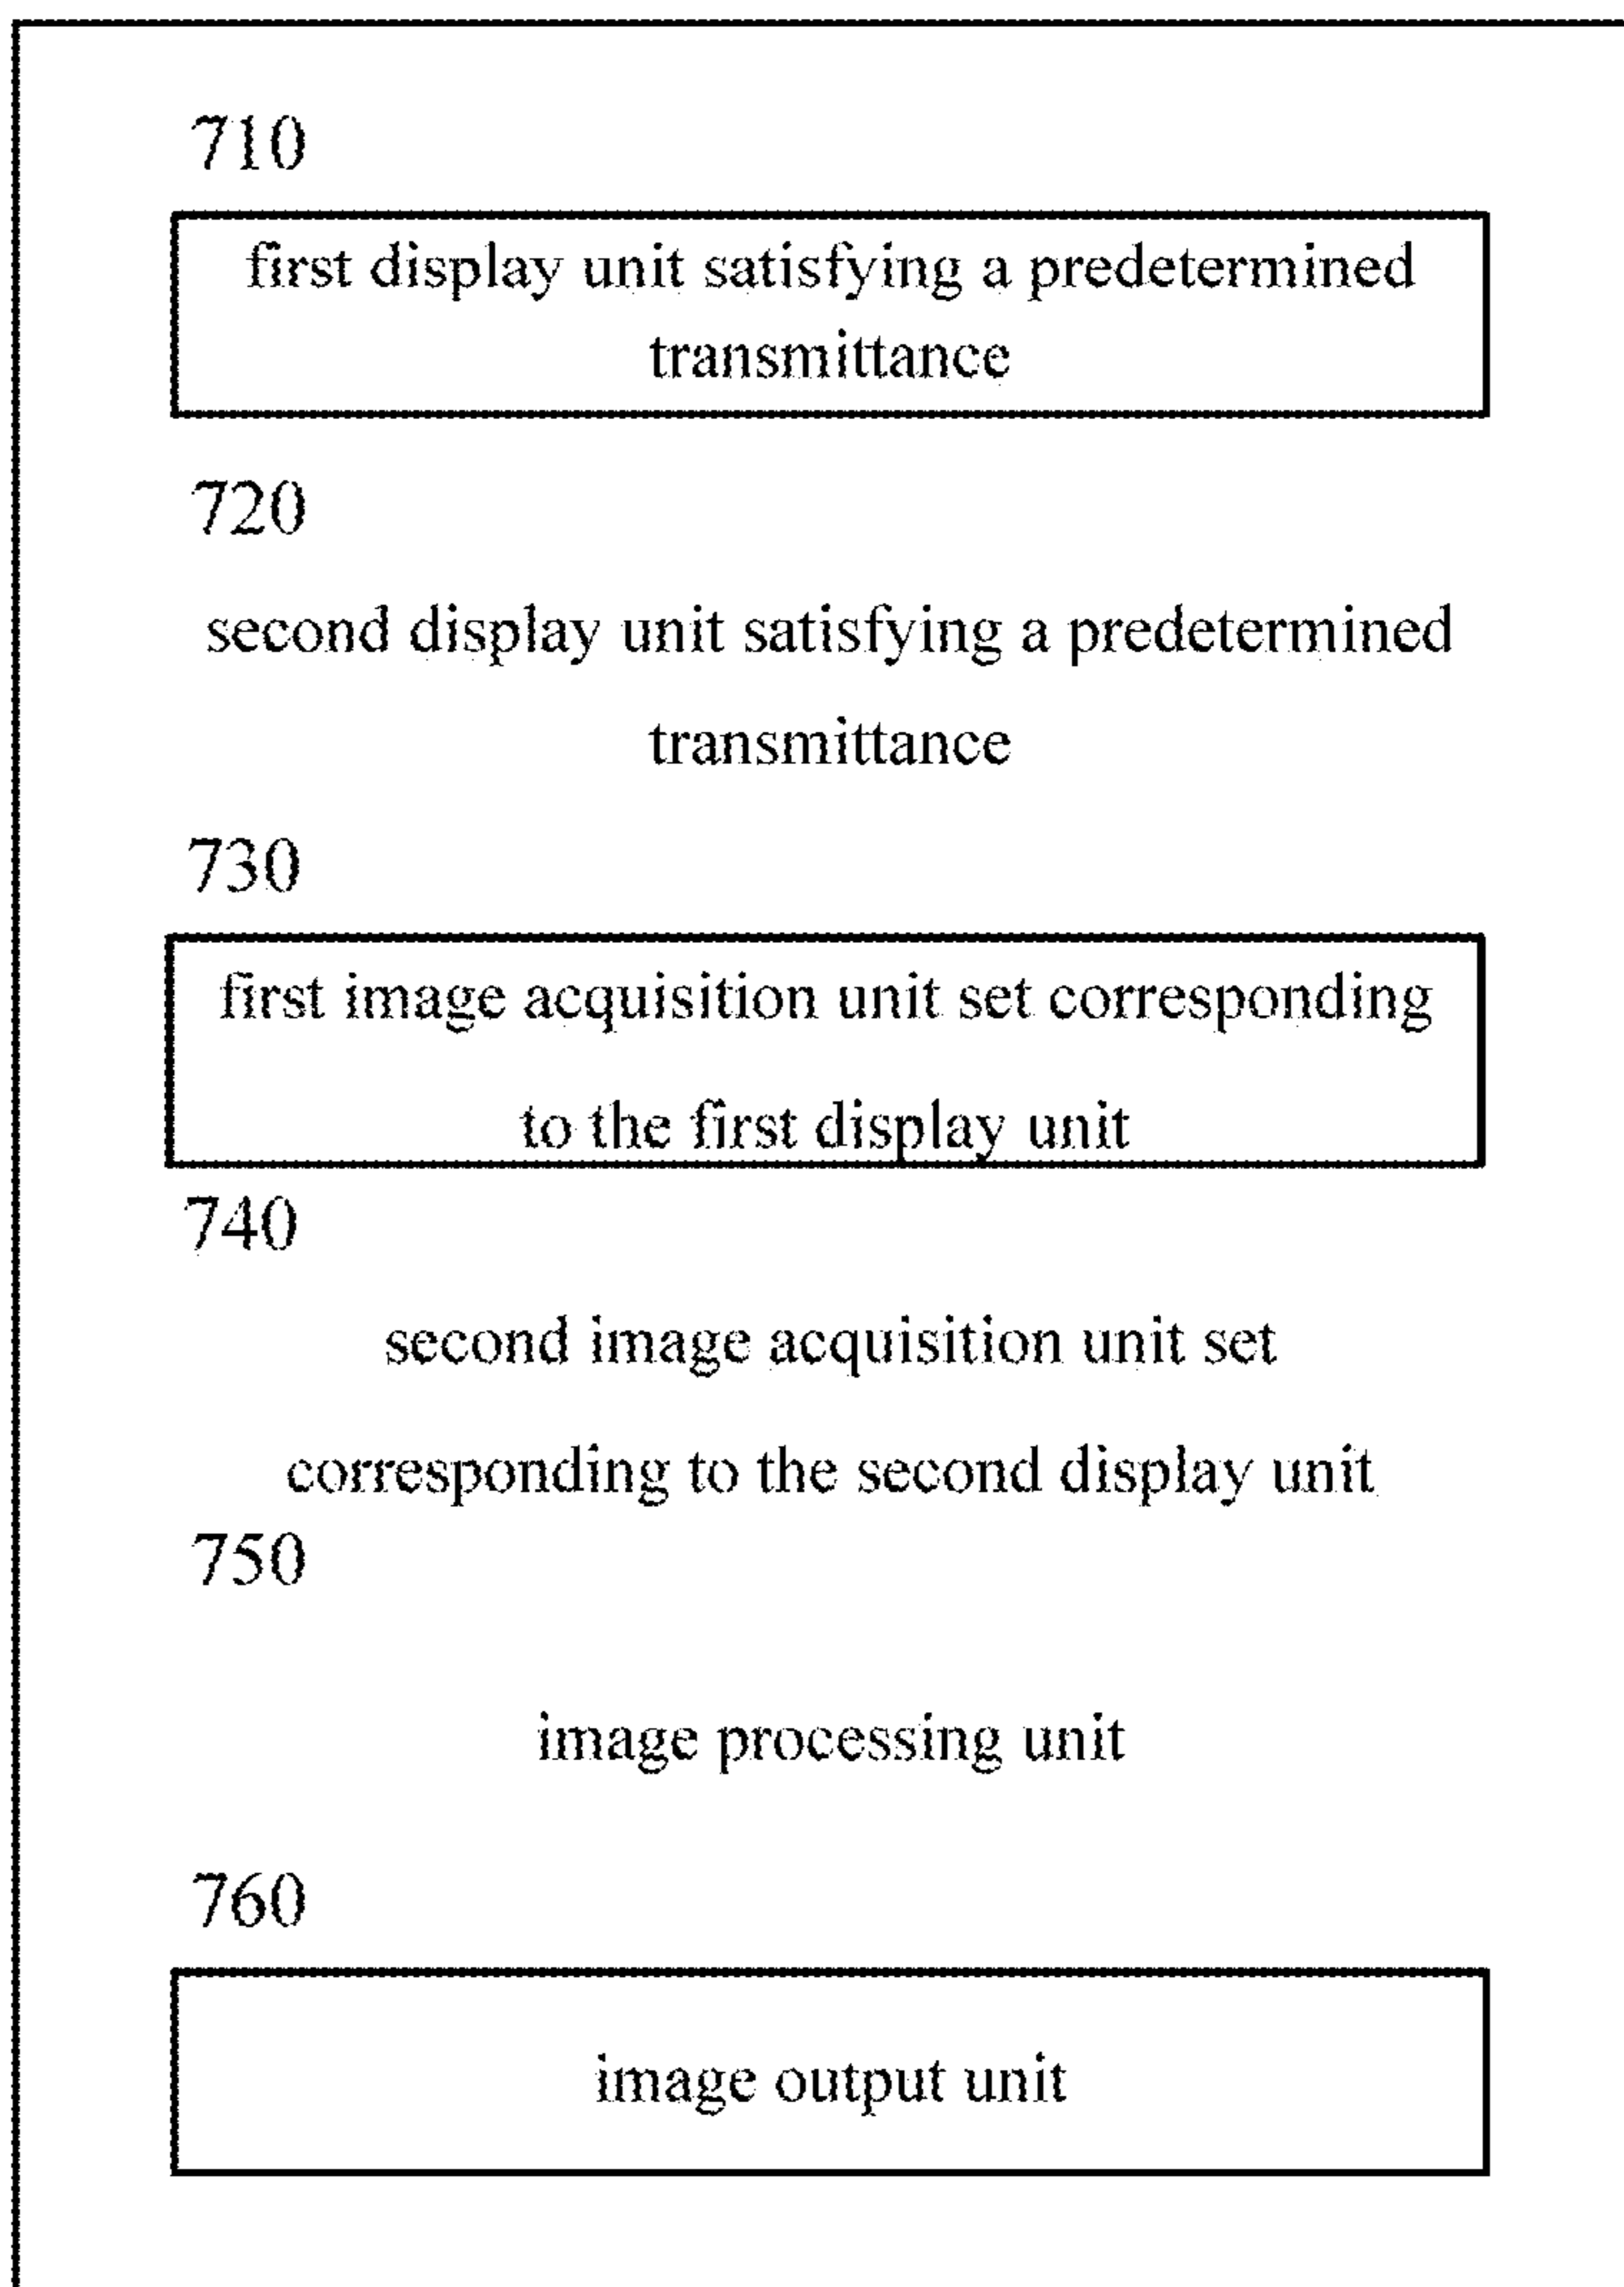 710
first display unit satisfying a predetermined
transmittance
720
second display unit satisfying a predetermined
transmittance
730
first image acquisition unit set corresponding
to the first display unit
740
second image acquisition unit set
corresponding to the second display unit
750
image processing unit
760
image output unit